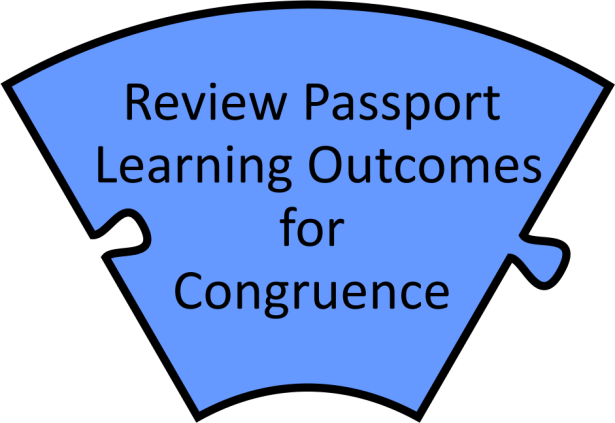 Review Passport
Learning Outcomes
for
Congruence